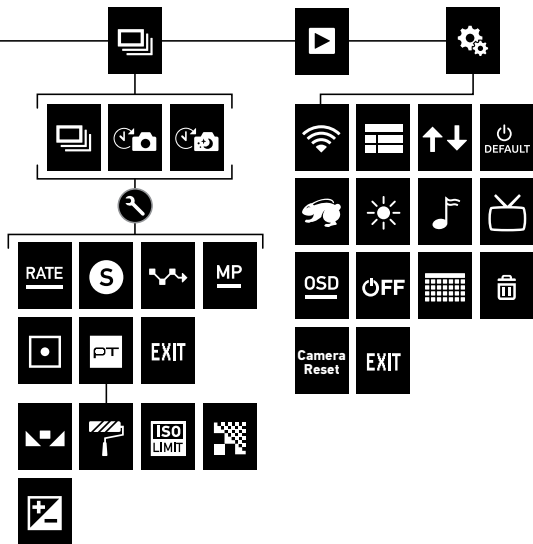 DEFAULT
RATE
S
MP
OSD
OFF
PT
EXIT
Camera
Reset
EXIT
ISO
LIMIT